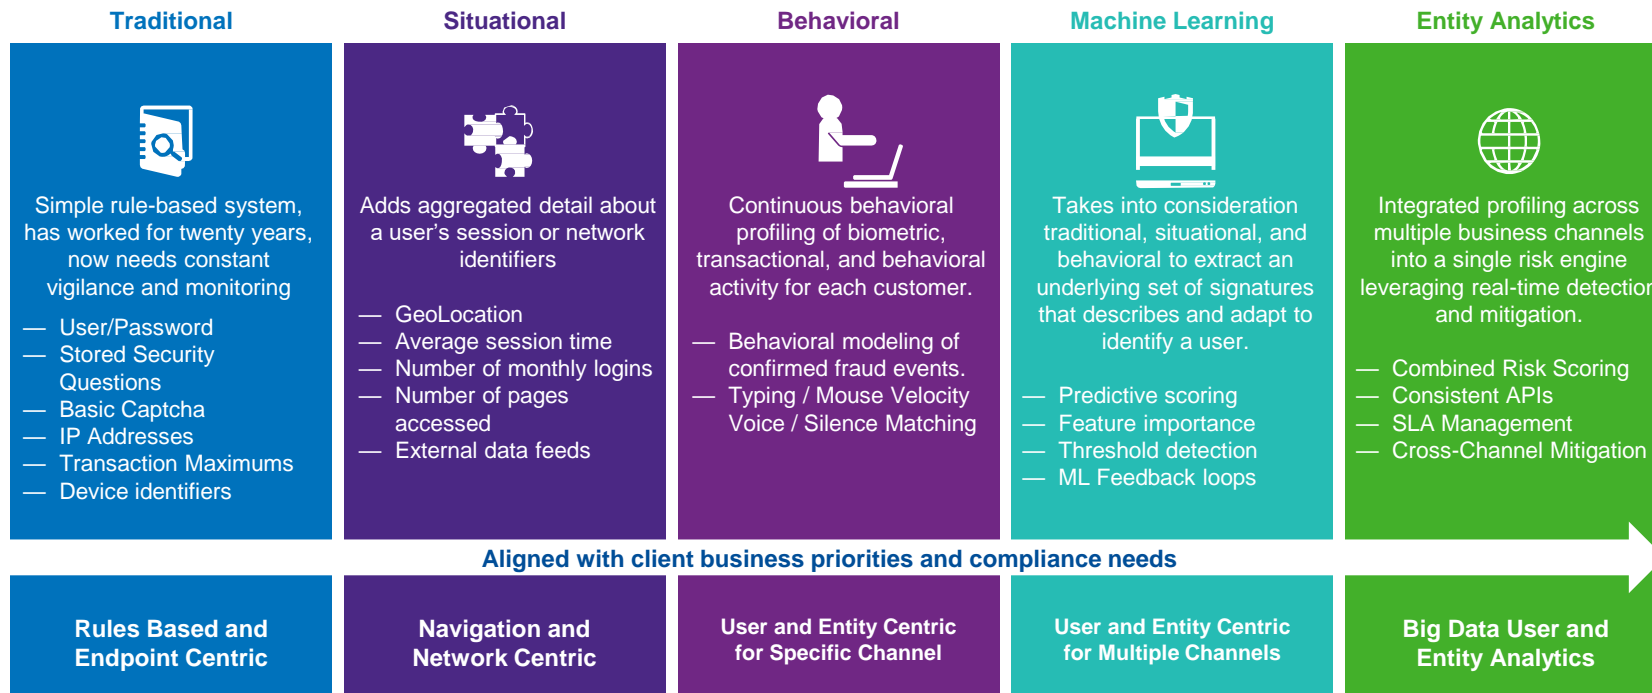 Traditional
Simple rule-based system,
has worked for twenty years,
now needs constant
vigilance and monitoring
— User/Password
— Stored Security
Questions
— Basic Captcha
— IP Addresses
— Transaction Maximums
— Device identifiers
Situational
Adds aggregated detail about
a user's session or network
identifiers
— GeoLocation
— Average session time
— Number of monthly logins
— Number of pages
accessed
— External data feeds
Behavioral
Continuous behavioral
profiling of biometric,
transactional, and behavioral
activity for each customer.
— Behavioral modeling of
confirmed fraud events.
— Typing / Mouse Velocity
Voice / Silence Matching
Machine Learning
Takes into consideration
traditional, situational, and
behavioral to extract an
underlying set of signatures
that describes and adapt to
identify a user.
— Predictive scoring
— Feature importance
— Threshold detection
— ML Feedback loops
Entity Analytics
Integrated profiling across
multiple business channels
into a single risk engine
leveraging real-time detection
and mitigation.
— Combined Risk Scoring
— Consistent APIs
— SLA Management
— Cross-Channel Mitigation
Aligned with client business priorities and compliance needs
Rules Based and
Endpoint Centric
Navigation and
Network Centric
User and Entity Centric
for Specific Channel
User and Entity Centric
for Multiple Channels
Big Data User and
Entity Analytics